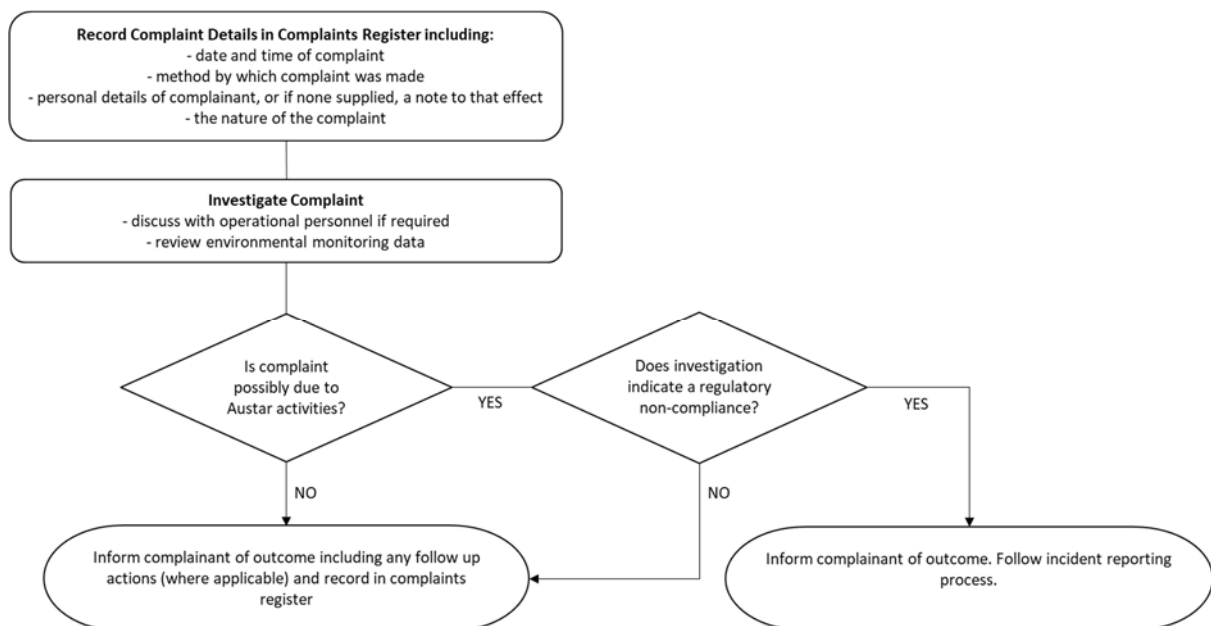 Record Complaint Details in Complaints Register including:
- date and time of complaint
- method by which complaint was made
- personal details of complainant, or if none supplied, a note to that effect
- the nature of the complaint
Investigate Complaint
- discuss with operational personnel if required
- review environmental monitoring data
Is complaint
possibly due to
Austar activities?
YES
Does investigation
indicate a regulatory
non-compliance?
YES
NO
NO
Inform complainant of outcome including any follow up
actions (where applicable) and record in complaints
register
Inform complainant of outcome. Follow incident reporting
process.